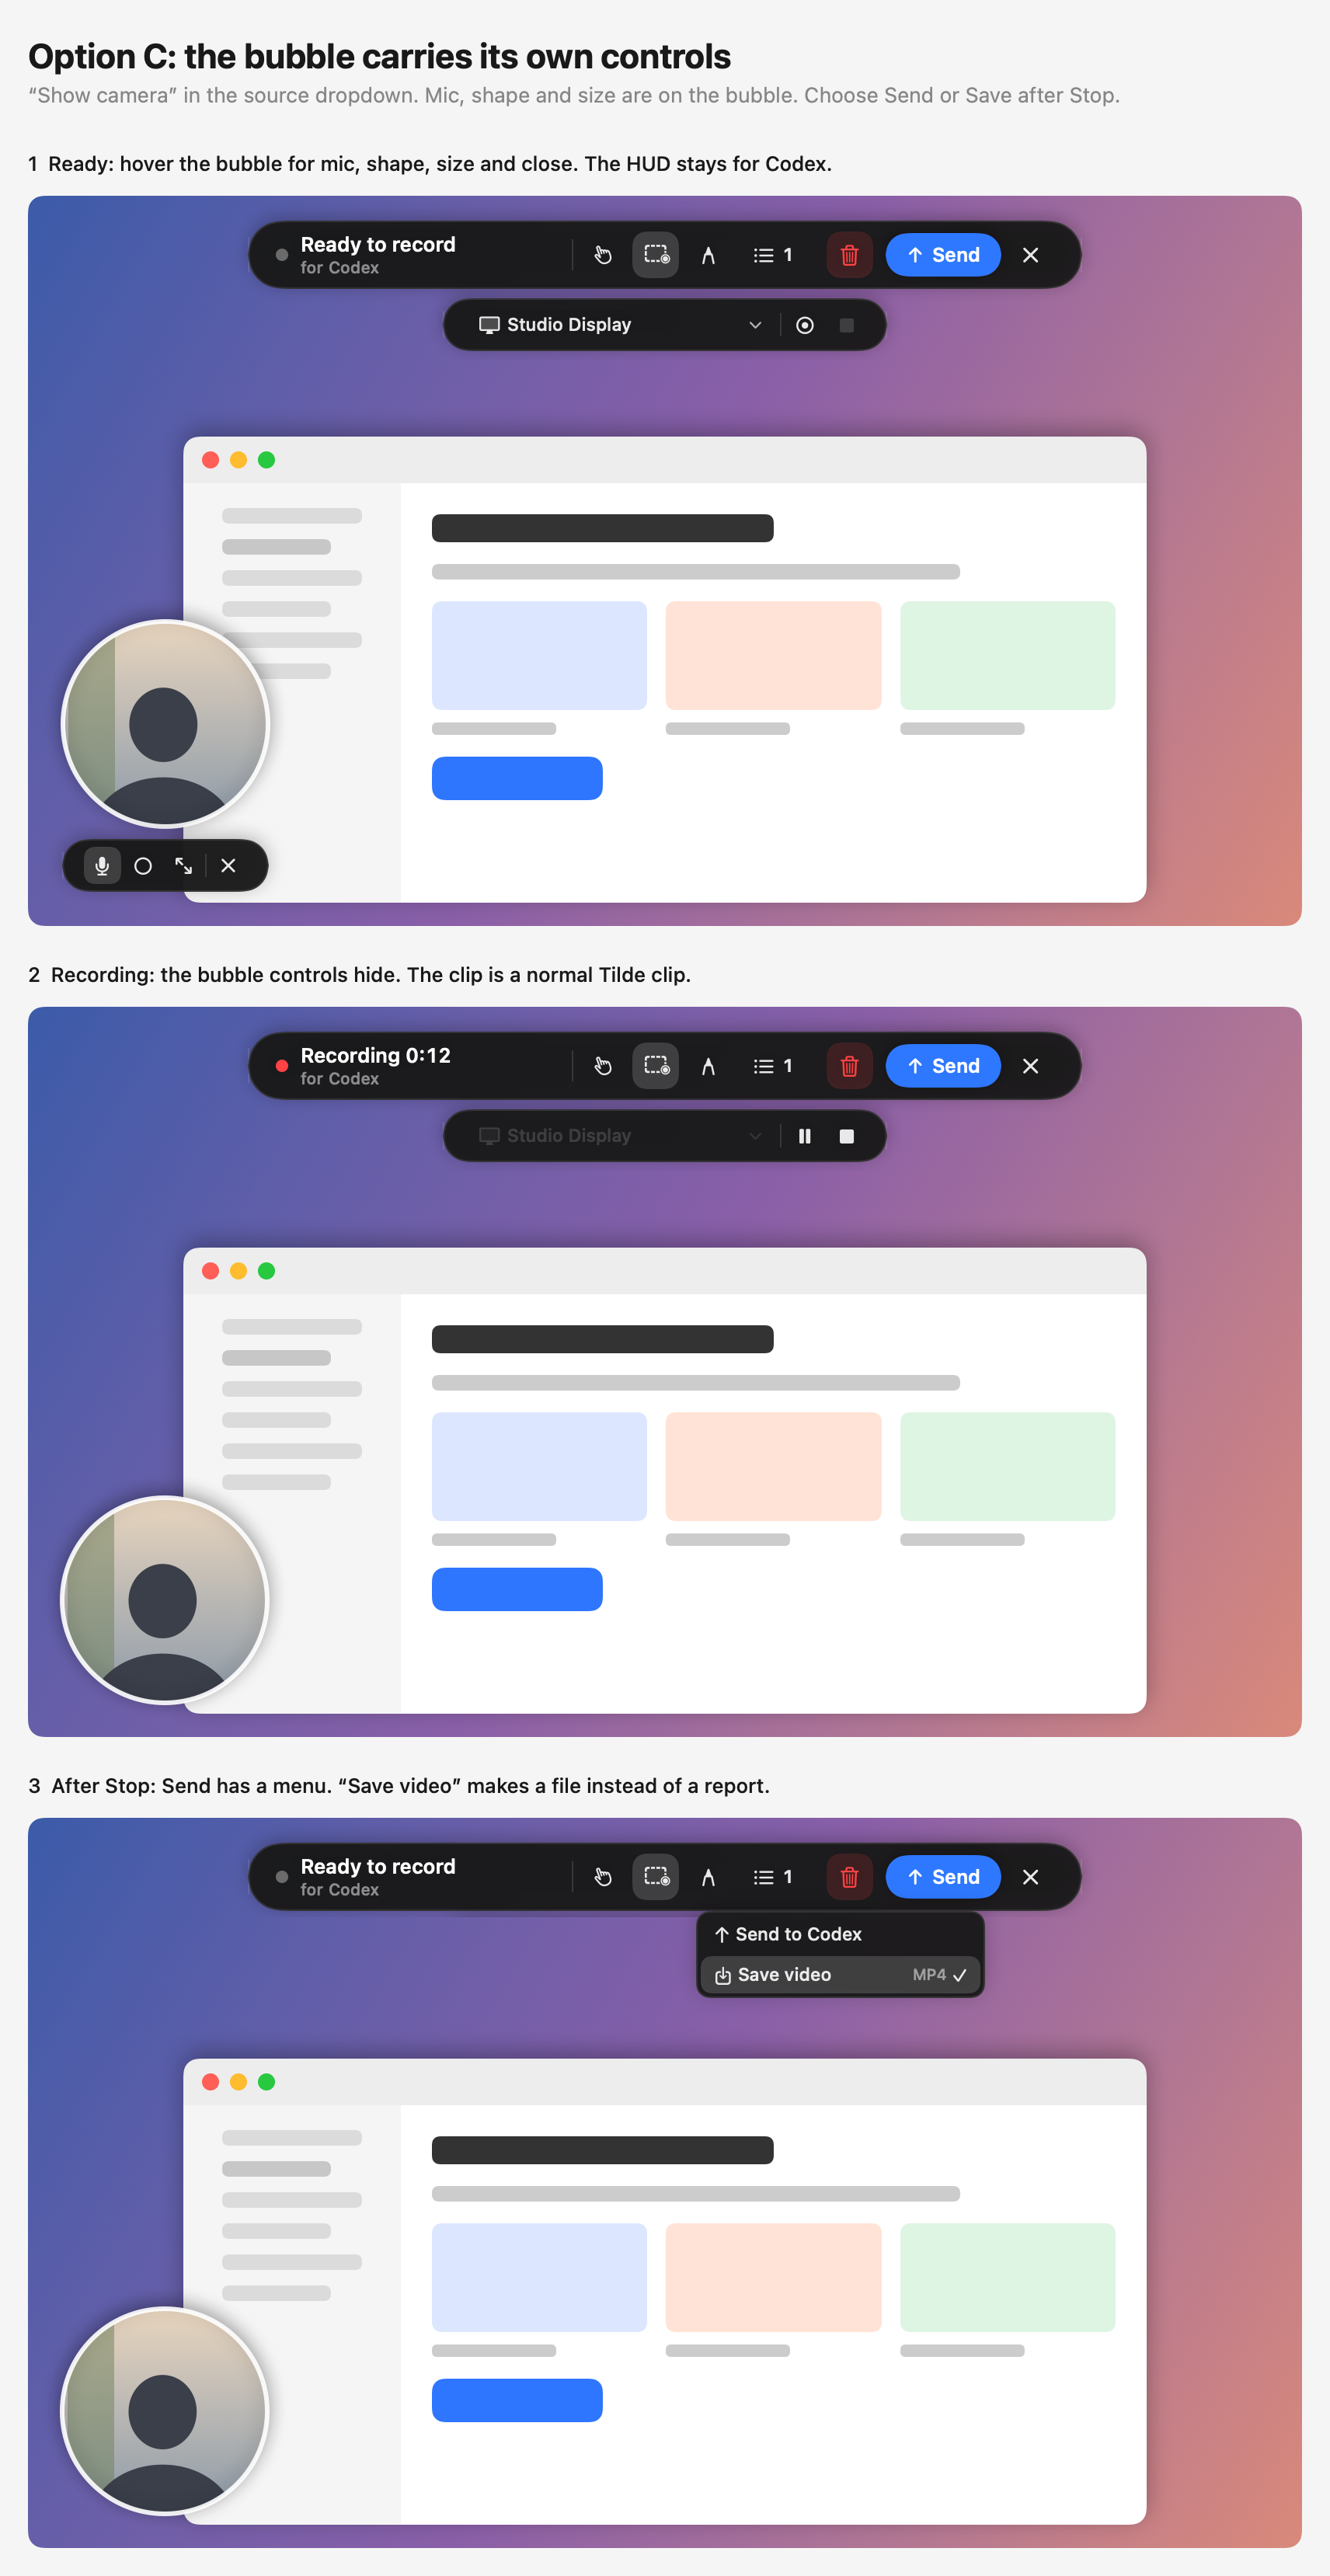 Option C: the bubble carries its own controls
“Show camera” in the source dropdown. Mic, shape and size are on the bubble. Choose Send or Save after Stop.
1 Ready: hover the bubble for mic, shape, size and close. The HUD stays for Codex.
Ready to record
for Codex
1
Send
Studio Display
2 Recording: the bubble controls hide. The clip is a normal Tilde clip.
Recording 0:12
for Codex
1
Send
Studio Display
3 After Stop: Send has a menu. “Save video” makes a file instead of a report.
Ready to record
for Codex
1
Send
Send to Codex
Save video MP4